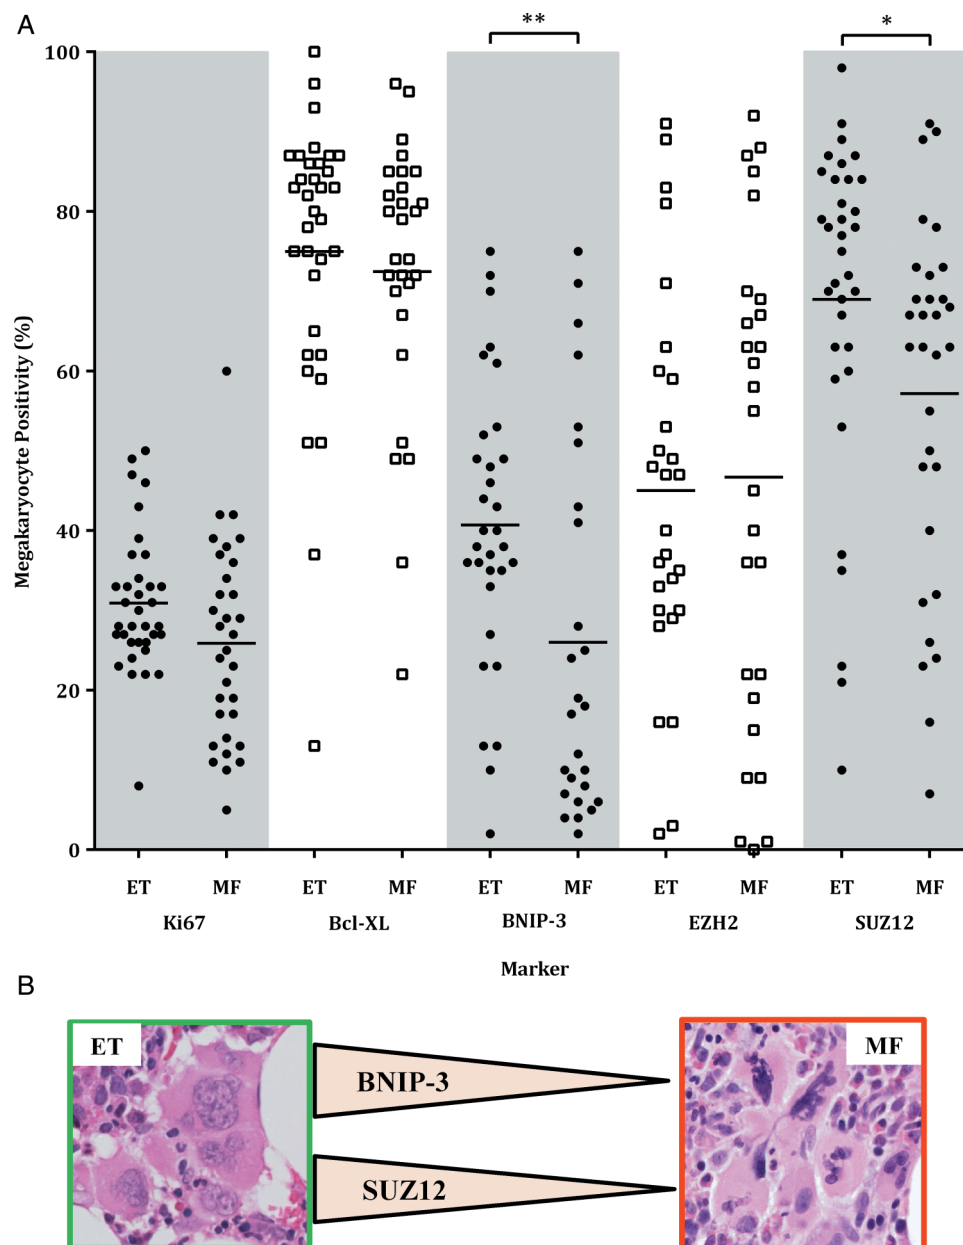 A
**
*
100
80
60
40
20
0
Megakaryocyte Positivity (%)
ET MF ET MF ET MF ET MF ET MF
Ki67 Bcl-XL BNIP-3 EZH2 SUZ12
Marker
B
ET
BNIP-3
MF
SUZ12